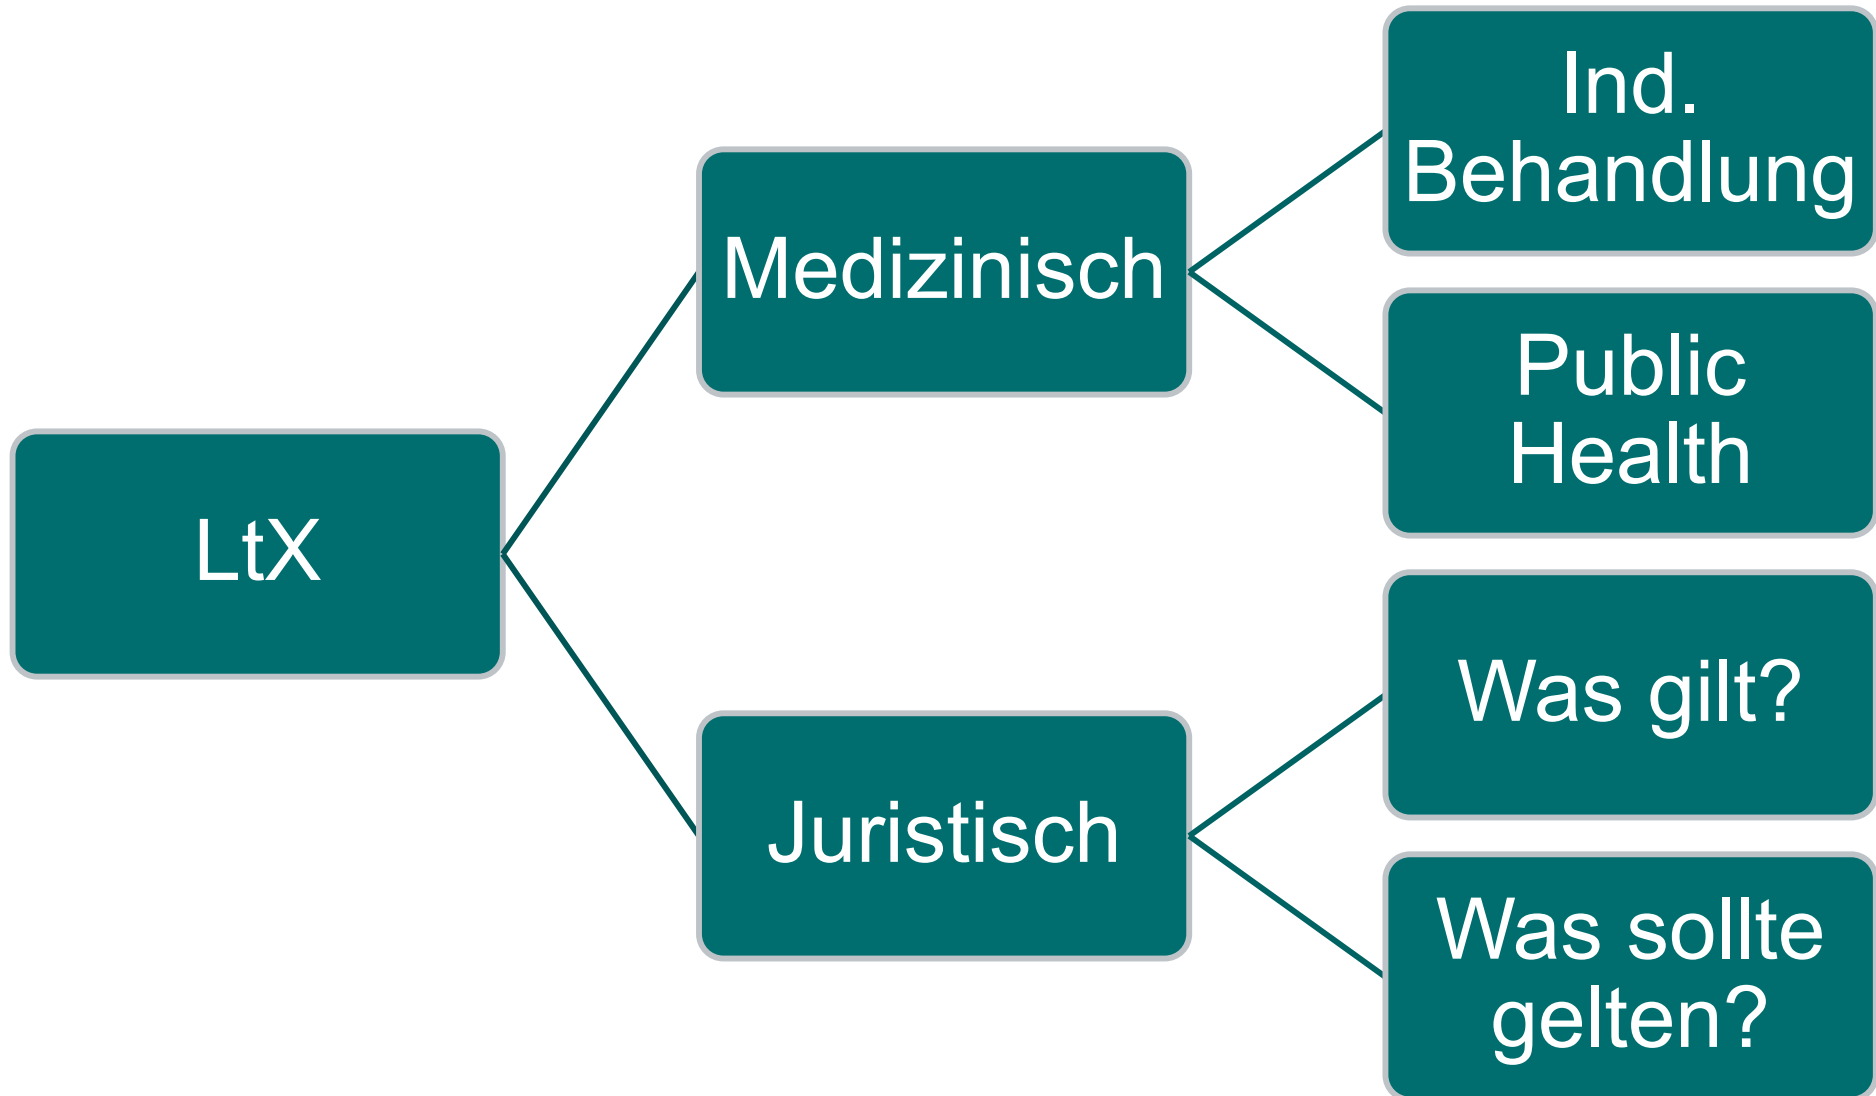 LtX
Medizinisch
Ind.
Behandlung
Public
Health
Juristisch
Was gilt?
Was sollte
gelten?